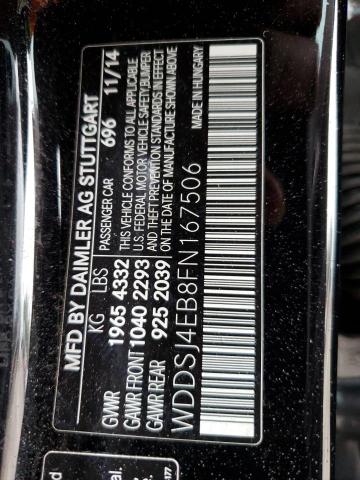 MFD BY DAIMLER AG STUTTGART
KG LBS PASSENGER CAR 696 11/14
GWR 1965 4332 THIS VEHICLE CONFORMS TO ALL APPLICABLE
GAWR FRONT 1040 2293 U.S. FEDERAL MOTOR VEHICLE SAFETY,BUMPER
GAWR REAR 925 2039 AND THEFT PREVENTION STANDARDS IN EFFECT
ON THE DATE OF MANUFACTURE SHOWN ABOVE
MADE IN HUNGARY
WDDSJ4EB8FN167506